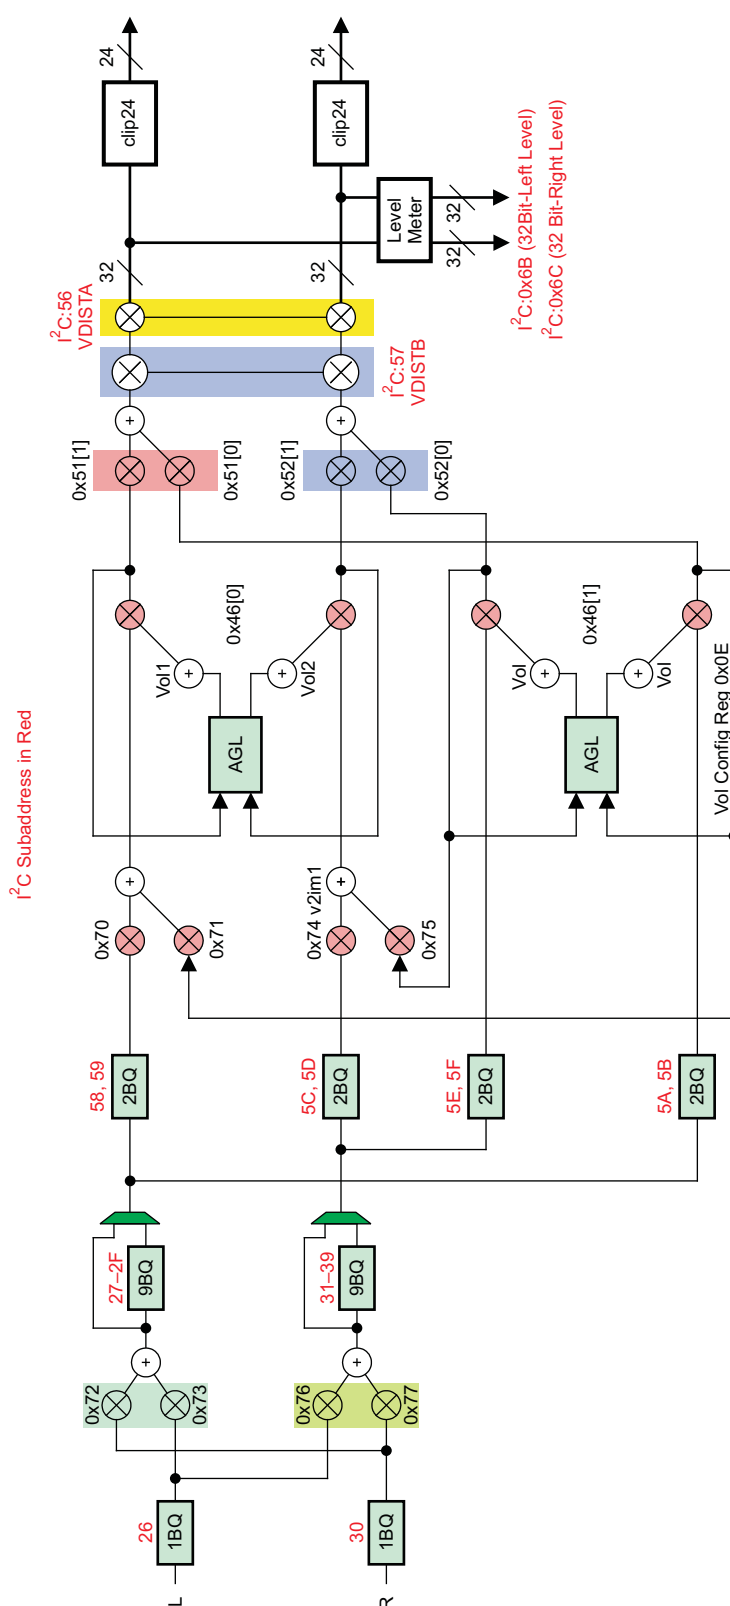 I²C Subaddress in Red
L
26
1BQ
R
30
1BQ
0x72
0x73
0x76
0x77
+
+
27–2F
9BQ
31–39
9BQ
58, 59
2BQ
5C, 5D
2BQ
5E, 5F
2BQ
5A, 5B
2BQ
0x70
0x71
0x74 v2im1
0x75
+
+
AGL
Vol1
+
Vol2
+
0x46[0]
AGL
Vol
+
Vol
+
0x46[1]
Vol Config Reg 0x0E
0x51[1]
0x51[0]
0x52[1]
0x52[0]
+
+
I²C:57
VDISTB
I²C:56
VDISTA
32
32
Level
Meter
32
32
I²C:0x6B (32Bit-Left Level)
I²C:0x6C (32 Bit-Right Level)
clip24
24
clip24
24